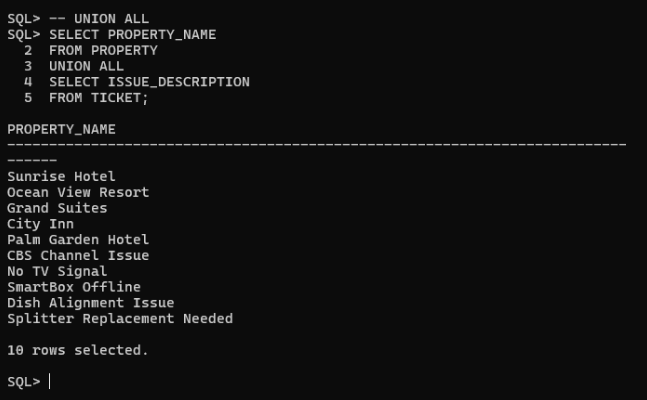 SQL> -- UNION ALL
SQL> SELECT PROPERTY_NAME
  2  FROM PROPERTY
  3  UNION ALL
  4  SELECT ISSUE_DESCRIPTION
  5  FROM TICKET;
PROPERTY_NAME
---------------------------------------------------------------------------
------
Sunrise Hotel
Ocean View Resort
Grand Suites
City Inn
Palm Garden Hotel
CBS Channel Issue
No TV Signal
SmartBox Offline
Dish Alignment Issue
Splitter Replacement Needed
10 rows selected.
SQL>